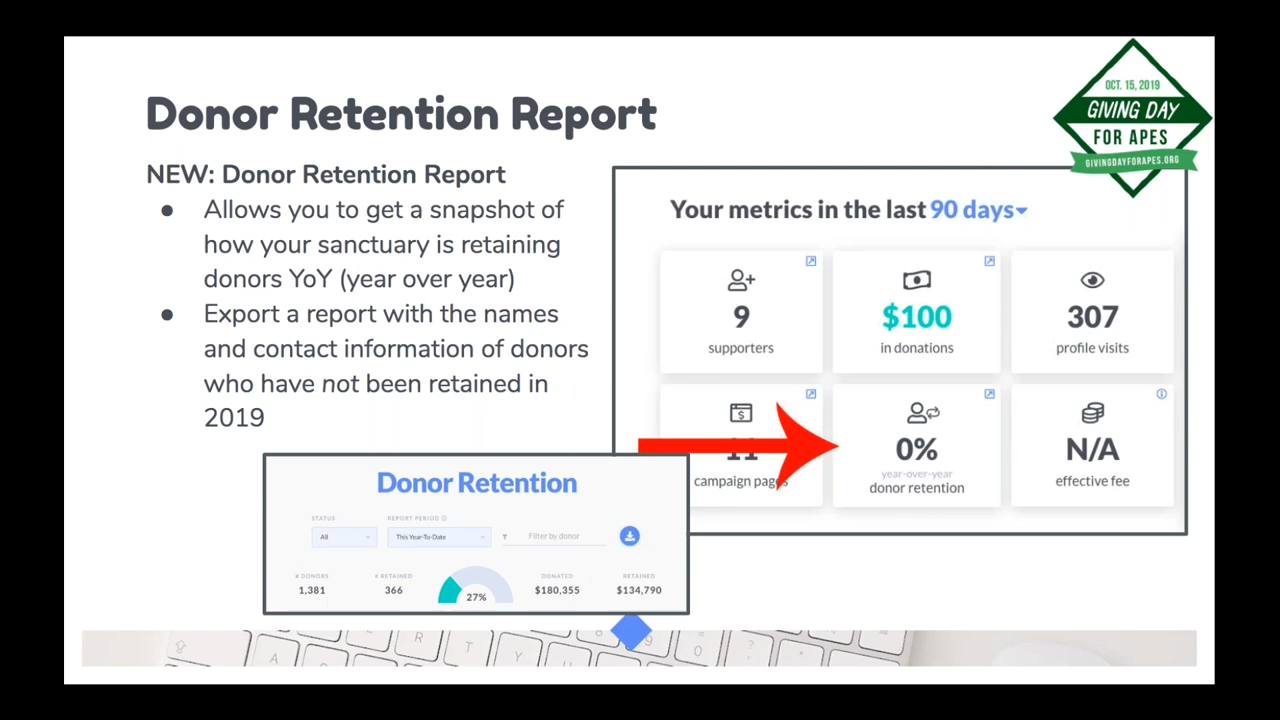 Donor Retention Report
OCT. 15, 2019
GIVING DAY
FOR APES
GIVINGDAYFORAPES.ORG
NEW: Donor Retention Report
● Allows you to get a snapshot of
how your sanctuary is retaining
donors YoY (year over year)
● Export a report with the names
and contact information of donors
who have not been retained in
2019
Your metrics in the last 90 days
9
supporters
$100
in donations
307
profile visits
11
campaign pages
0%
year-over-year
donor retention
N/A
effective fee
Donor Retention
STATUS
All
REPORT PERIOD
This Year-To-Date
Filter by donor
# DONORS
1,381
# RETAINED
366
27%
DONATED
$180,355
RETAINED
$134,790
R
T
6
9
0
?
A
Y